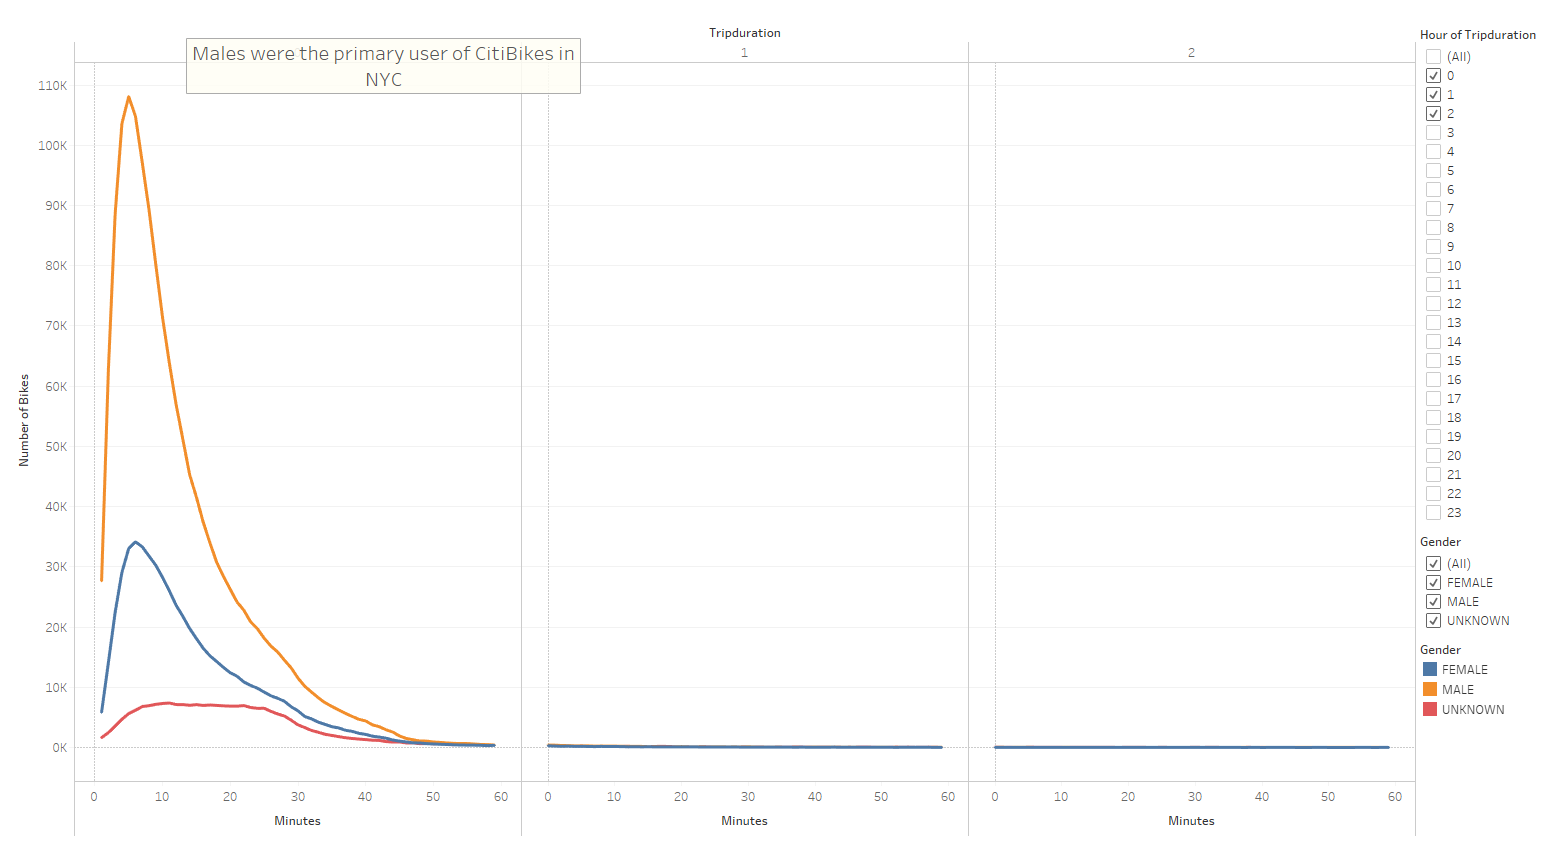 Tripduration
Males were the primary user of CitiBikes in
NYC
1
2
110K
100K
90K
80K
70K
60K
50K
40K
30K
20K
10K
0K
Number of Bikes
0 10 20 30 40 50 60
0 10 20 30 40 50 60
0 10 20 30 40 50 60
Minutes
Minutes
Minutes
Hour of Tripduration
(All)
0
1
2
3
4
5
6
7
8
9
10
11
12
13
14
15
16
17
18
19
20
21
22
23
Gender
(All)
FEMALE
MALE
UNKNOWN
Gender
FEMALE
MALE
UNKNOWN